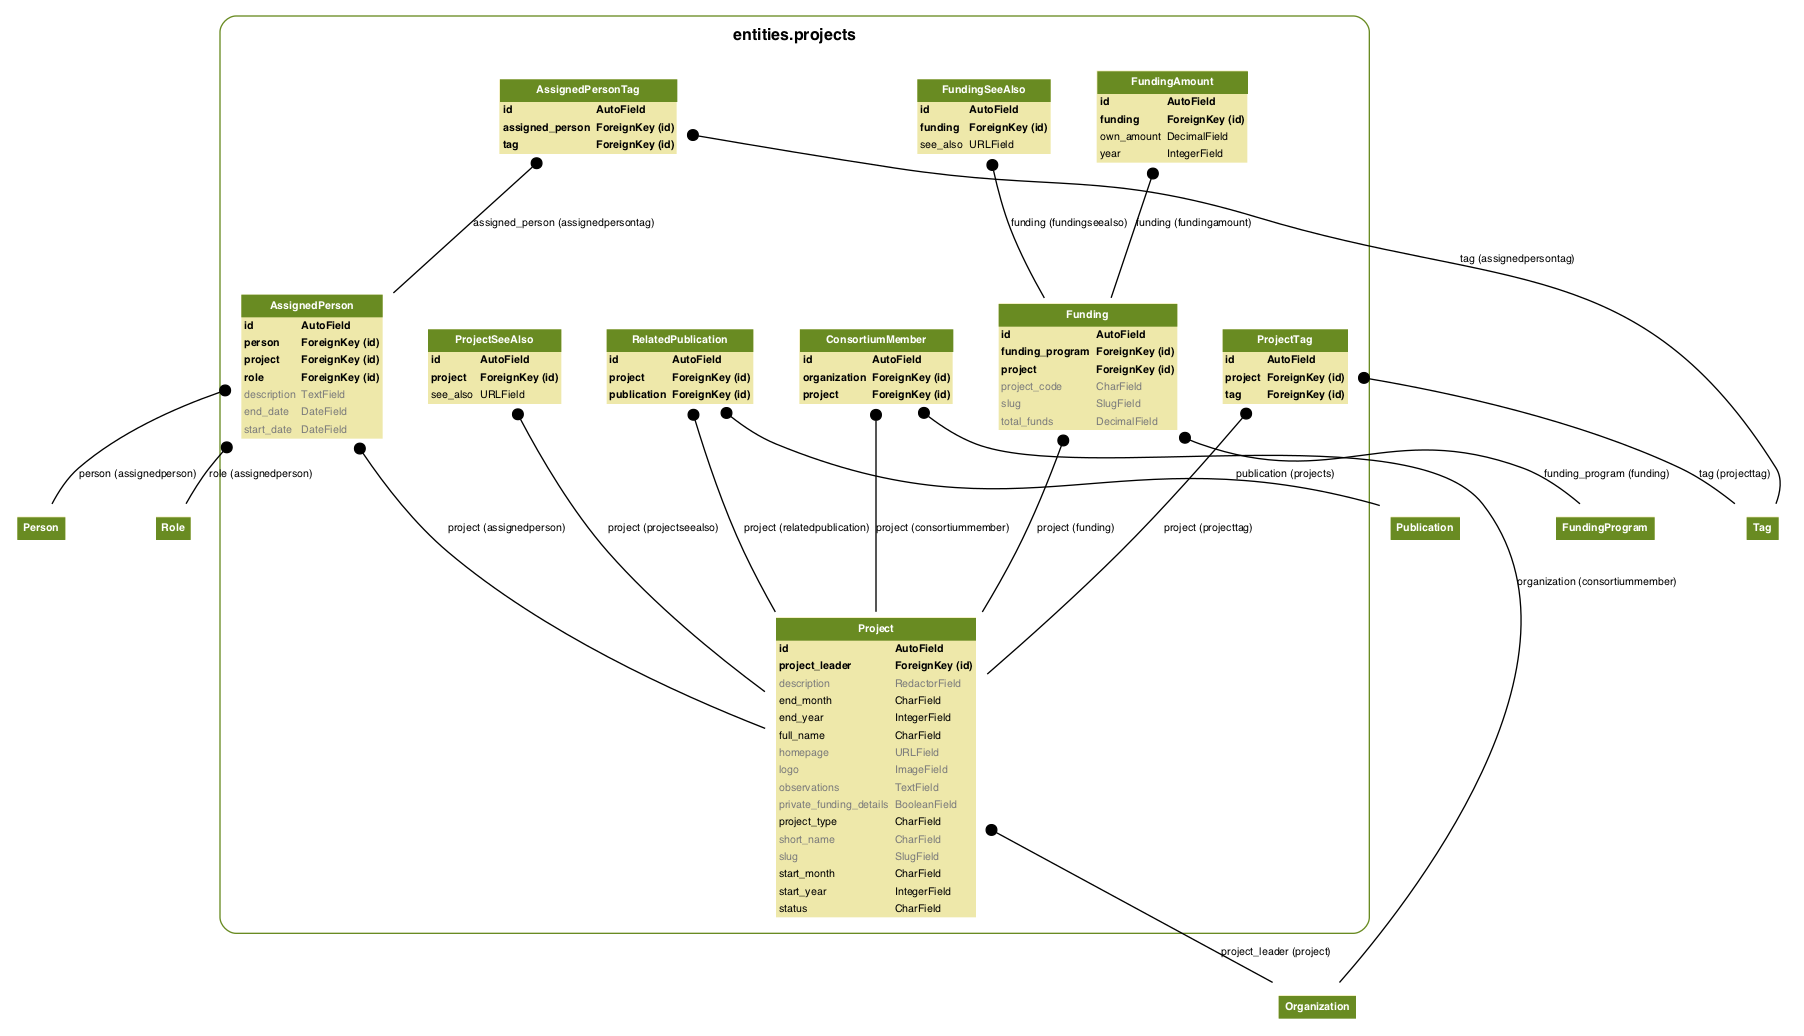 entities.projects
AssignedPersonTag
id AutoField
assigned_person ForeignKey (id)
tag ForeignKey (id)
FundingSeeAlso
id AutoField
funding ForeignKey (id)
see_also URLField
FundingAmount
id AutoField
funding ForeignKey (id)
own_amount DecimalField
year IntegerField
assigned_person (assignedpersontag)
funding (fundingseealso)
funding (fundingamount)
tag (assignedpersontag)
AssignedPerson
id AutoField
person ForeignKey (id)
project ForeignKey (id)
role ForeignKey (id)
description TextField
end_date DateField
start_date DateField
ProjectSeeAlso
id AutoField
project ForeignKey (id)
see_also URLField
RelatedPublication
id AutoField
project ForeignKey (id)
publication ForeignKey (id)
ConsortiumMember
id AutoField
organization ForeignKey (id)
project ForeignKey (id)
Funding
id AutoField
funding_program ForeignKey (id)
project ForeignKey (id)
project_code CharField
slug SlugField
total_funds DecimalField
ProjectTag
id AutoField
project ForeignKey (id)
tag ForeignKey (id)
person (assignedperson)
role (assignedperson)
publication (projects)
funding_program (funding)
tag (projecttag)
Person
Role
project (assignedperson)
project (projectseealso)
project (relatedpublication)
project (consortiummember)
project (funding)
project (projecttag)
Publication
FundingProgram
Tag
organization (consortiummember)
Project
id AutoField
project_leader ForeignKey (id)
description RedactorField
end_month CharField
end_year IntegerField
full_name CharField
homepage URLField
logo ImageField
observations TextField
private_funding_details BooleanField
project_type CharField
short_name CharField
slug SlugField
start_month CharField
start_year IntegerField
status CharField
project_leader (project)
Organization